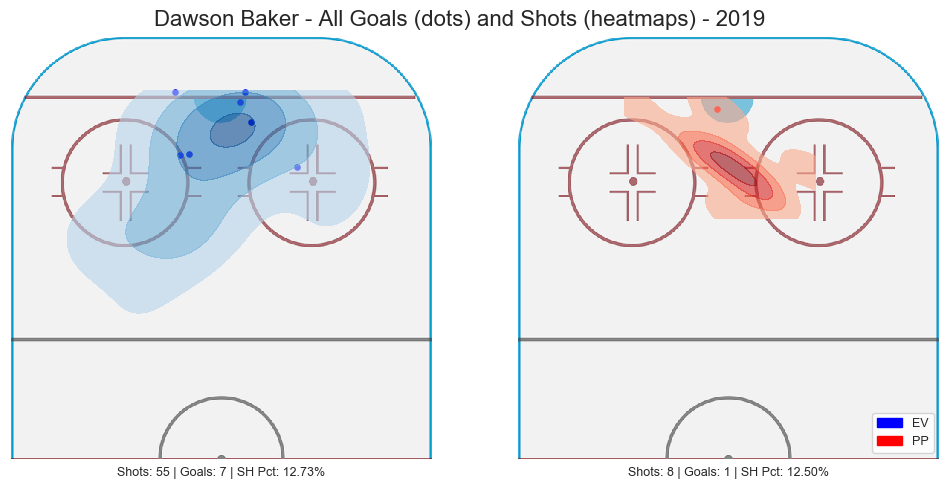 Dawson Baker - All Goals (dots) and Shots (heatmaps) - 2019
EV
PP
Shots: 55 | Goals: 7 | SH Pct: 12.73%
Shots: 8 | Goals: 1 | SH Pct: 12.50%